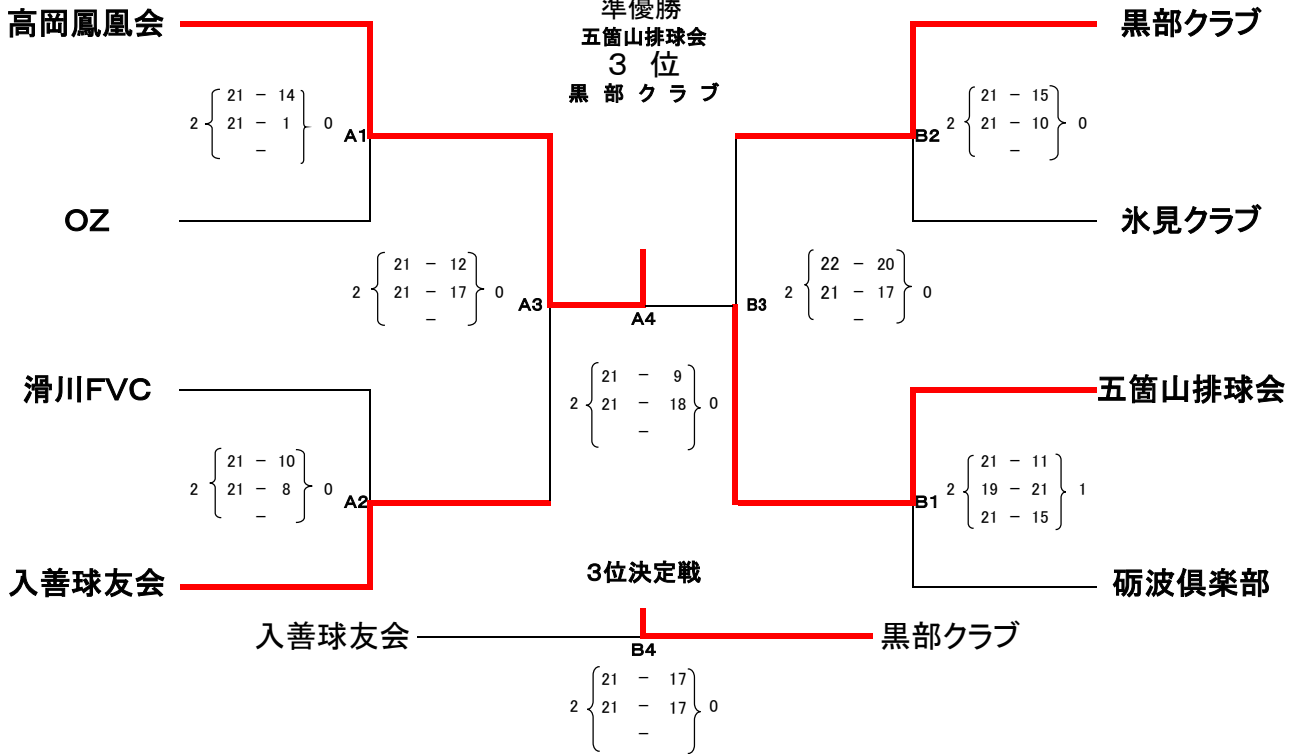 準優勝
五箇山排球会
３　位
黒 部 ク ラ ブ
高岡鳳凰会
黒部クラブ
21 － 14
2 21 － 1 0
－
A1
B2
21 － 15
2 21 － 10 0
－
OZ
氷見クラブ
21 － 12
2 21 － 17 0
－
A3
A4
B3
22 － 20
2 21 － 17 0
－
滑川FVC
五箇山排球会
21 － 9
2 21 － 18 0
－
21 － 10
2 21 － 8 0
－
A2
B1
21 － 11
2 19 － 21 1
21 － 15
入善球友会
砺波倶楽部
３位決定戦
入善球友会
黒部クラブ
B4
21 － 17
2 21 － 17 0
－